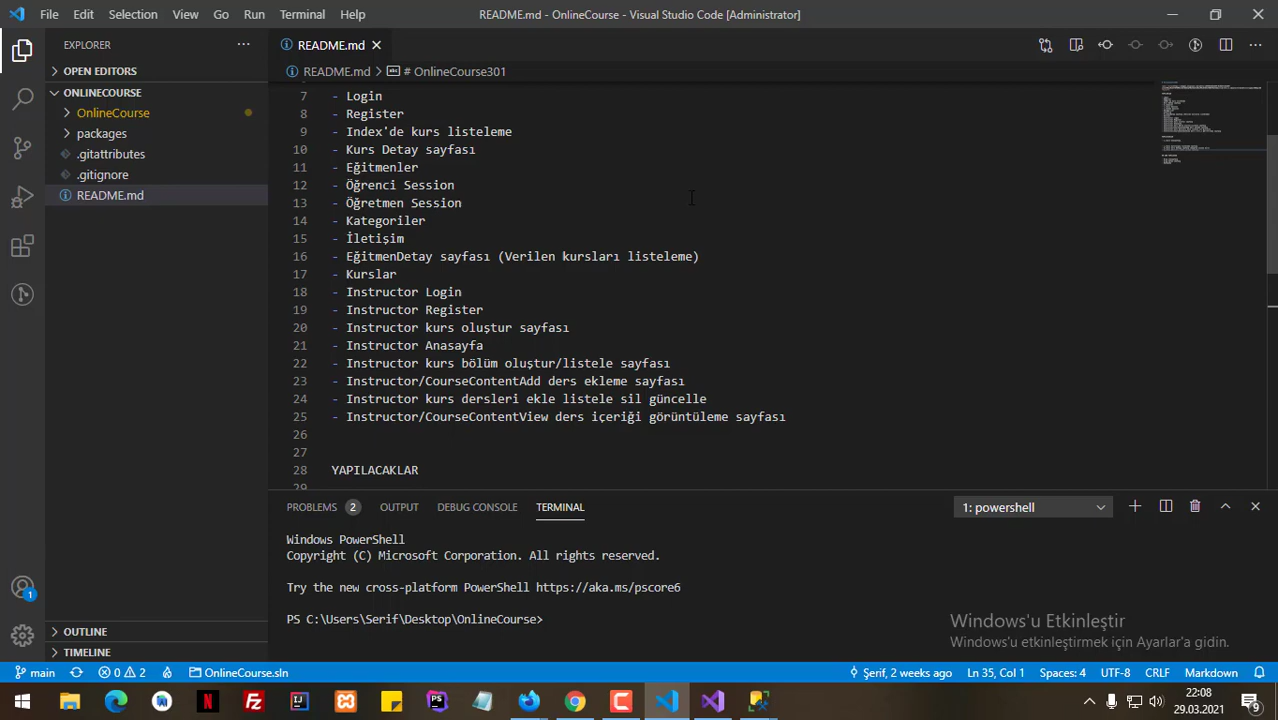 File Edit Selection View Go Run Terminal Help
README.md - OnlineCourse - Visual Studio Code [Administrator]
EXPLORER
OPEN EDITORS
ONLINECOURSE
OnlineCourse
packages
.gitattributes
.gitignore
README.md
OUTLINE
TIMELINE
README.md
README.md > # OnlineCourse301
7 - Login
8 - Register
9 - Index'de kurs listeleme
10 - Kurs Detay sayfası
11 - Eğitmenler
12 - Öğrenci Session
13 - Öğretmen Session
14 - Kategoriler
15 - İletişim
16 - EğitmenDetay sayfası (Verilen kursları listeleme)
17 - Kurslar
18 - Instructor Login
19 - Instructor Register
20 - Instructor kurs oluştur sayfası
21 - Instructor Anasayfa
22 - Instructor kurs bölüm oluştur/listele sayfası
23 - Instructor/CourseContentAdd ders ekleme sayfası
24 - Instructor kurs dersleri ekle listele sil güncelle
25 - Instructor/CourseContentView ders içeriği görüntüleme sayfası
26
27
28 YAPILACAKLAR
29
PROBLEMS 2 OUTPUT DEBUG CONSOLE TERMINAL
1: powershell
Windows PowerShell
Copyright (C) Microsoft Corporation. All rights reserved.
Try the new cross-platform PowerShell https://aka.ms/pscore6
PS C:\Users\Serif\Desktop\OnlineCourse>
Windows'u Etkinleştir
Windows'u etkinleştirmek için Ayarlar'a gidin.
1
main 0 2 OnlineCourse.sln
Şerif, 2 weeks ago Ln 35, Col 1 Spaces: 4 UTF-8 CRLF Markdown
22:08
29.03.2021
9